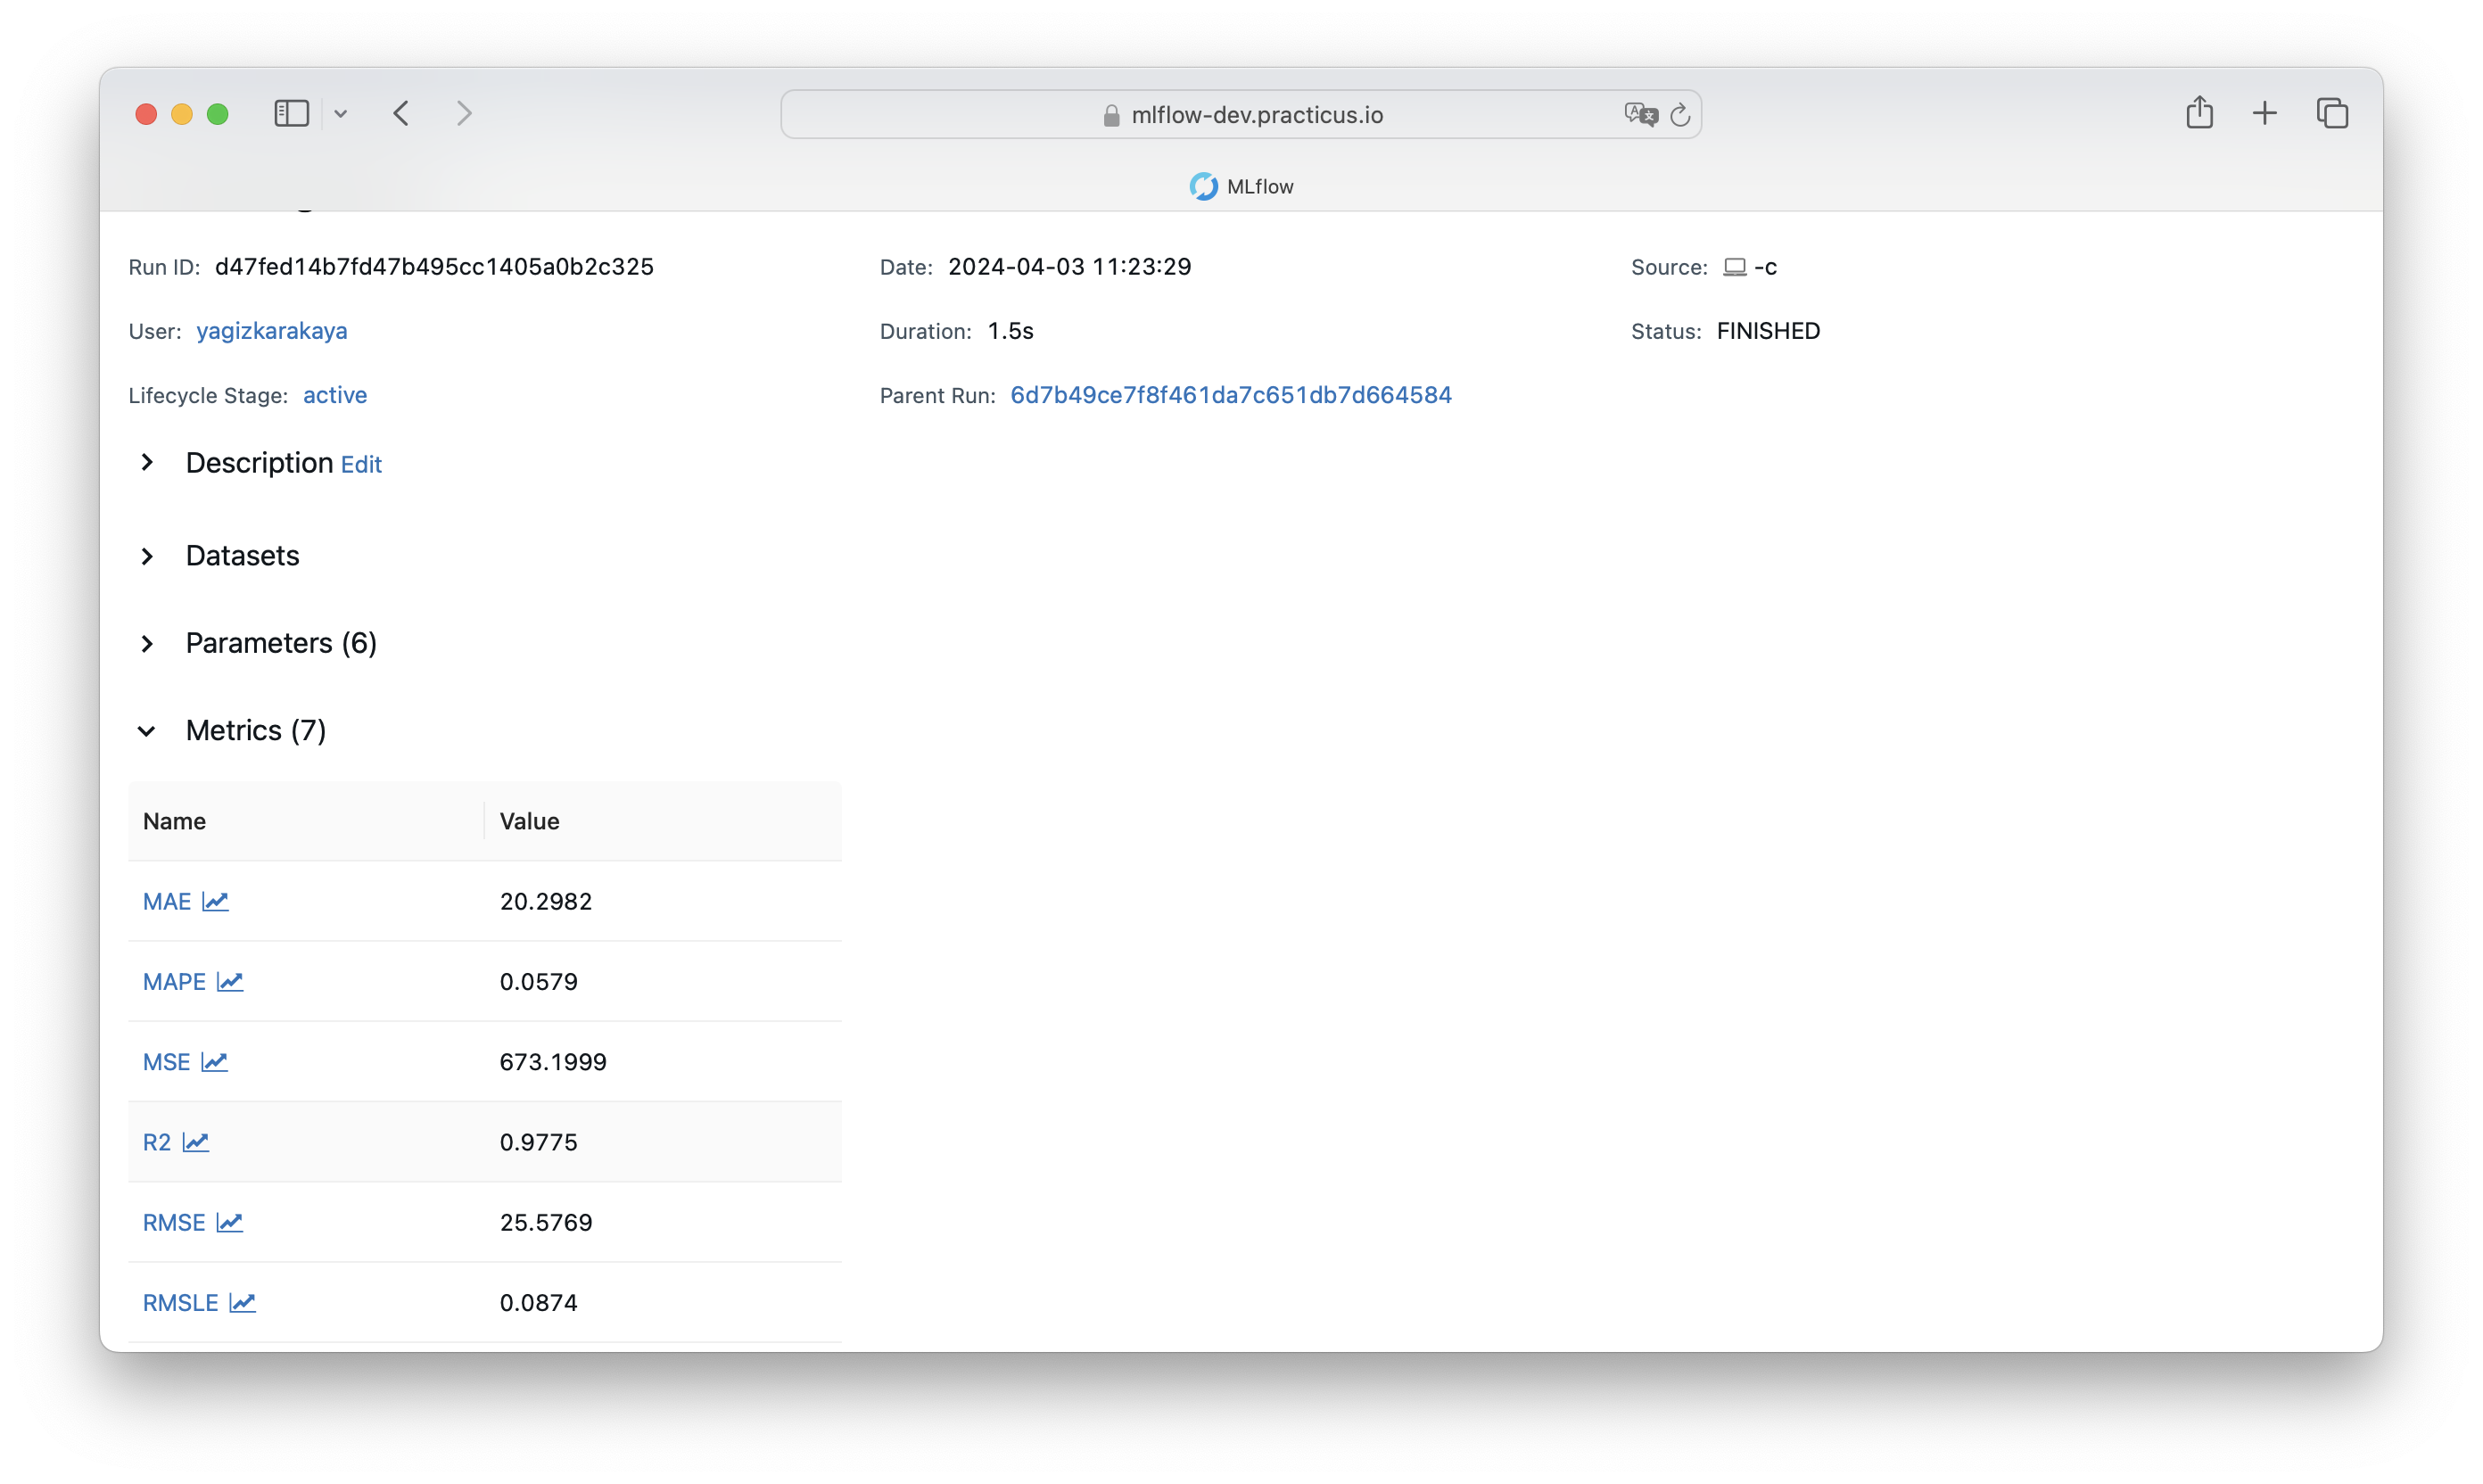 mlflow-dev.practicus.io
MLflow
Run ID: d47fed14b7fd47b495cc1405a0b2c325
Date: 2024-04-03 11:23:29
Source: -c
User: yagizkarakaya
Duration: 1.5s
Status: FINISHED
Lifecycle Stage: active
Parent Run: 6d7b49ce7f8f461da7c651db7d664584
Description Edit
Datasets
Parameters (6)
Metrics (7)
Name Value
MAE 20.2982
MAPE 0.0579
MSE 673.1999
R2 0.9775
RMSE 25.5769
RMSLE 0.0874